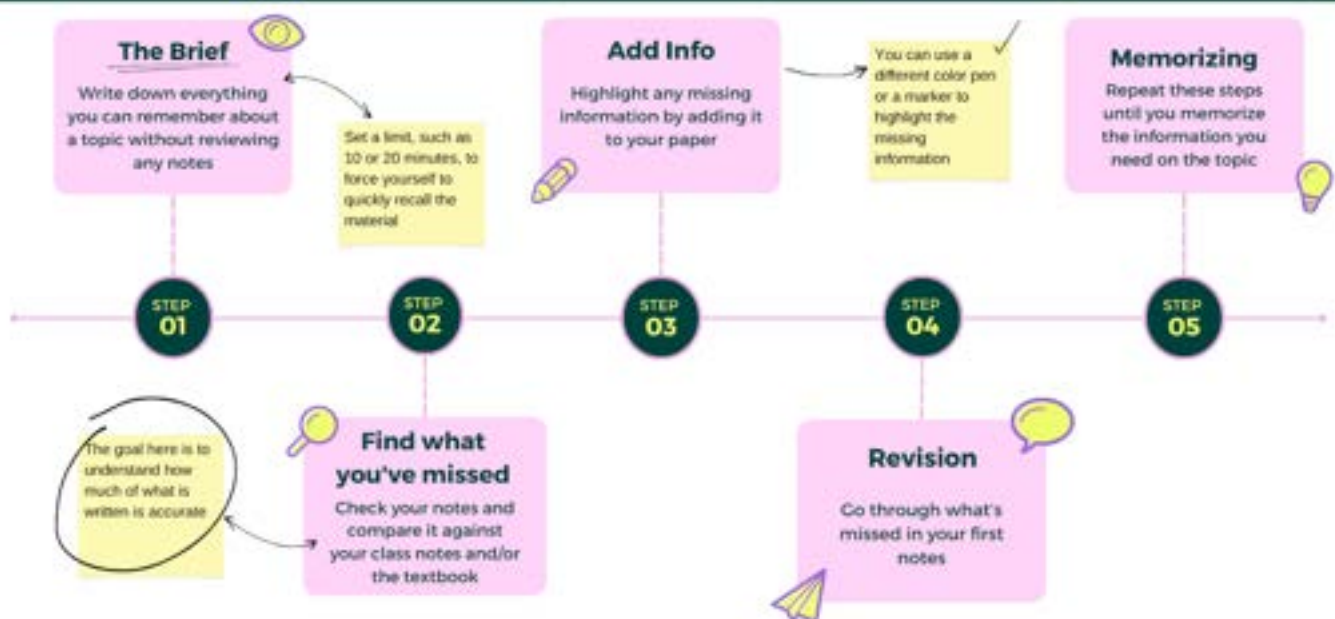 The Brief
Write down everything
you can remember about
a topic without reviewing
any notes
Set a limit, such as
10 or 20 minutes, to
force yourself to
quickly recall the
material
Add Info
Highlight any missing
information by adding it
to your paper
You can use a
different color pen
or a marker to
highlight the
missing
information
Memorizing
Repeat these steps
until you memorize
the information you
need on the topic
STEP
01
STEP
02
STEP
03
STEP
04
STEP
05
The goal here is to
understand how
much of what is
written is accurate
Find what
you've missed
Check your notes and
compare it against
your class notes and/or
the textbook
Revision
Go through what's
missed in your first
notes